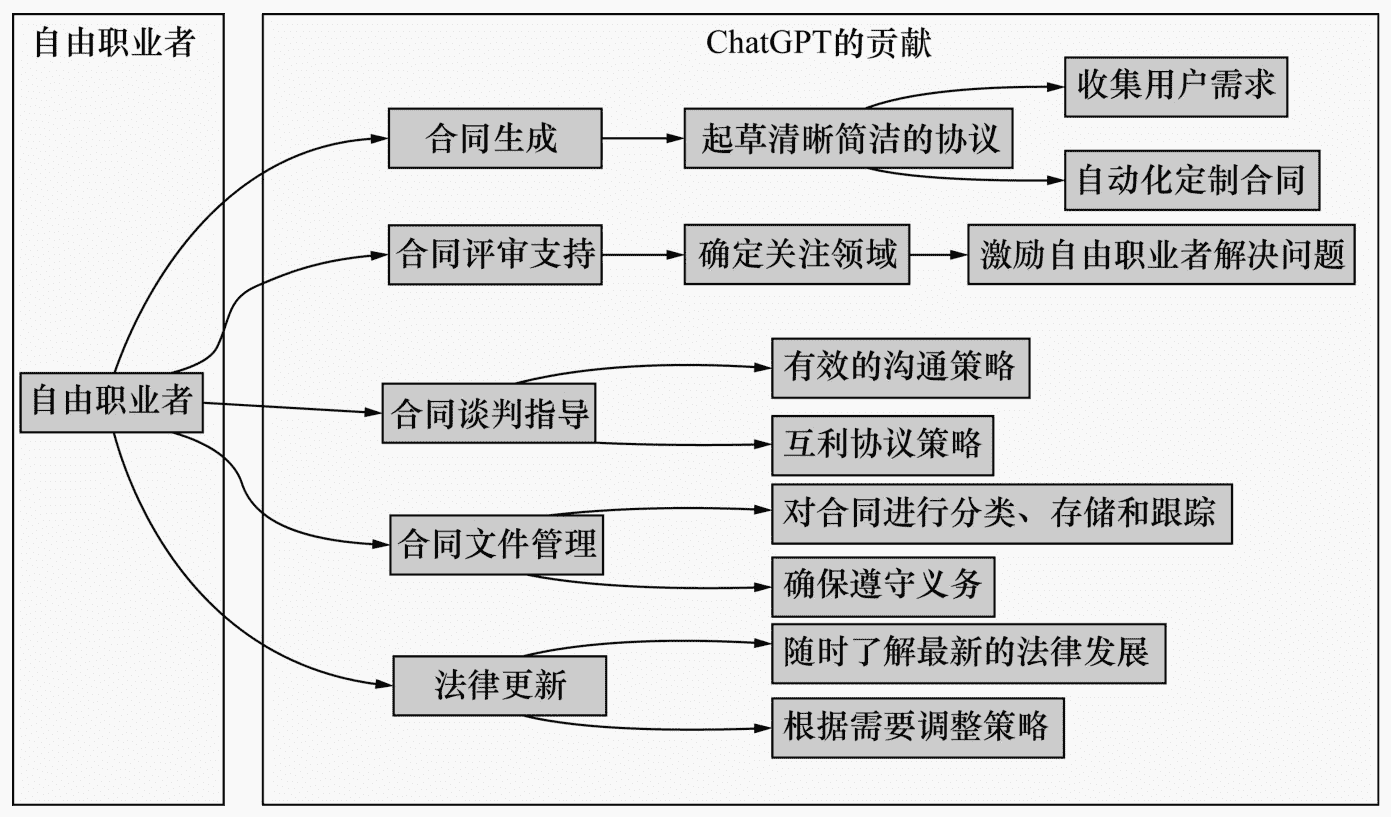 自由职业者
ChatGPT的贡献
自由职业者
合同生成
起草清晰简洁的协议
收集用户需求
自动化定制合同
合同评审支持
确定关注领域
激励自由职业者解决问题
合同谈判指导
有效的沟通策略
互利协议策略
合同文件管理
对合同进行分类、存储和跟踪
确保遵守义务
法律更新
随时了解最新的法律发展
根据需要调整策略